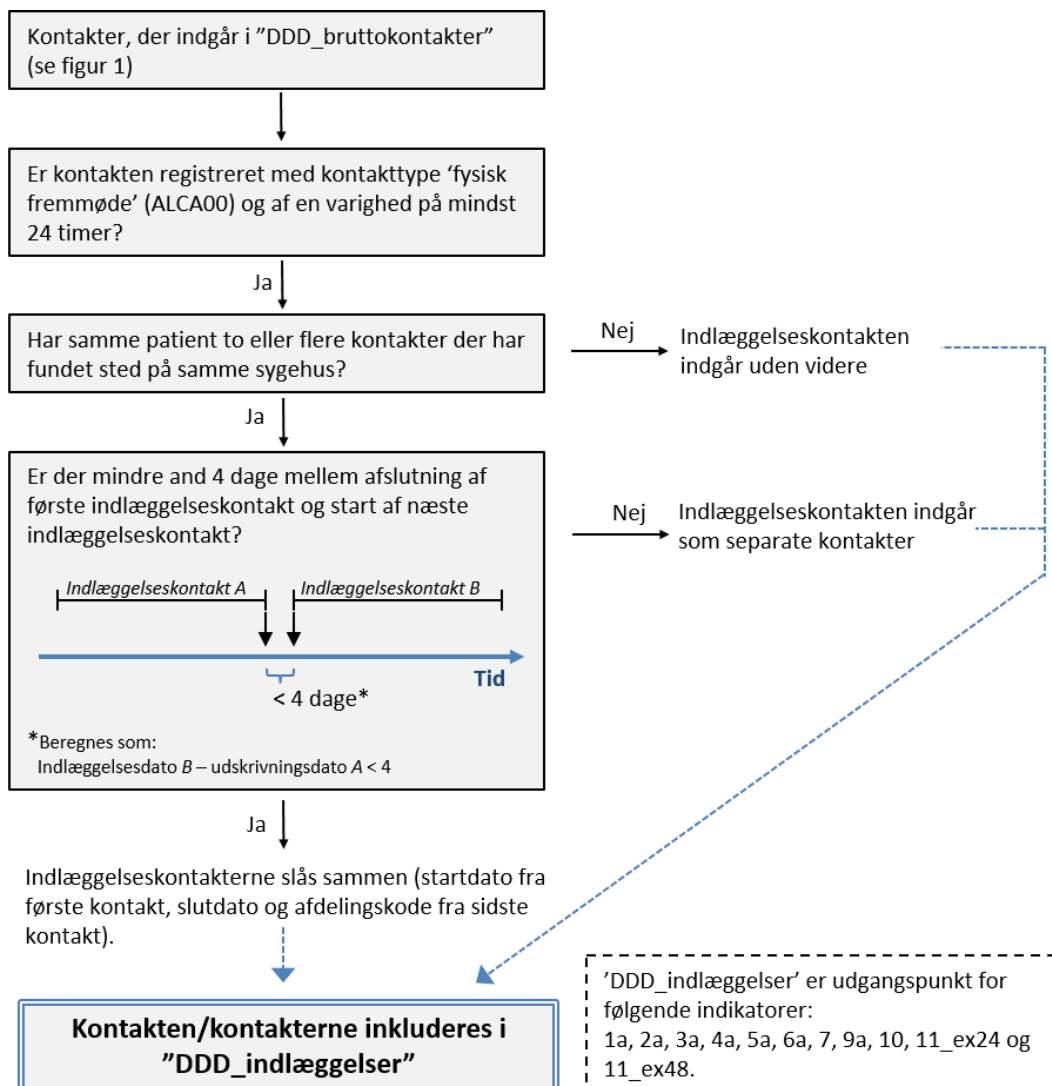 Kontakter, der indgår i ”DDD_bruttokontakter”
(se figur 1)
Er kontakten registreret med kontakttype ‘fysisk
fremmøde’ (ALCA00) og af en varighed på mindst
24 timer?
Ja
Har samme patient to eller flere kontakter der har
fundet sted på samme sygehus?
Nej
Indlæggelseskontakten
indgår uden videre
Ja
Er der mindre and 4 dage mellem afslutning af
første indlæggelseskontakt og start af næste
indlæggelseskontakt?
Nej
Indlæggelseskontakten indgår
som separate kontakter
Indlæggelseskontakt A
Indlæggelseskontakt B
Tid
< 4 dage*
*Beregnes som:
Indlæggelsesdato B – udskrivningsdato A < 4
Ja
Indlæggelseskontakterne slås sammen (startdato fra
første kontakt, slutdato og afdelingskode fra sidste
kontakt).
Kontakten/kontakterne inkluderes i
”DDD_indlæggelser”
’DDD_indlæggelser’ er udgangspunkt for
følgende indikatorer:
1a, 2a, 3a, 4a, 5a, 6a, 7, 9a, 10, 11_ex24 og
11_ex48.